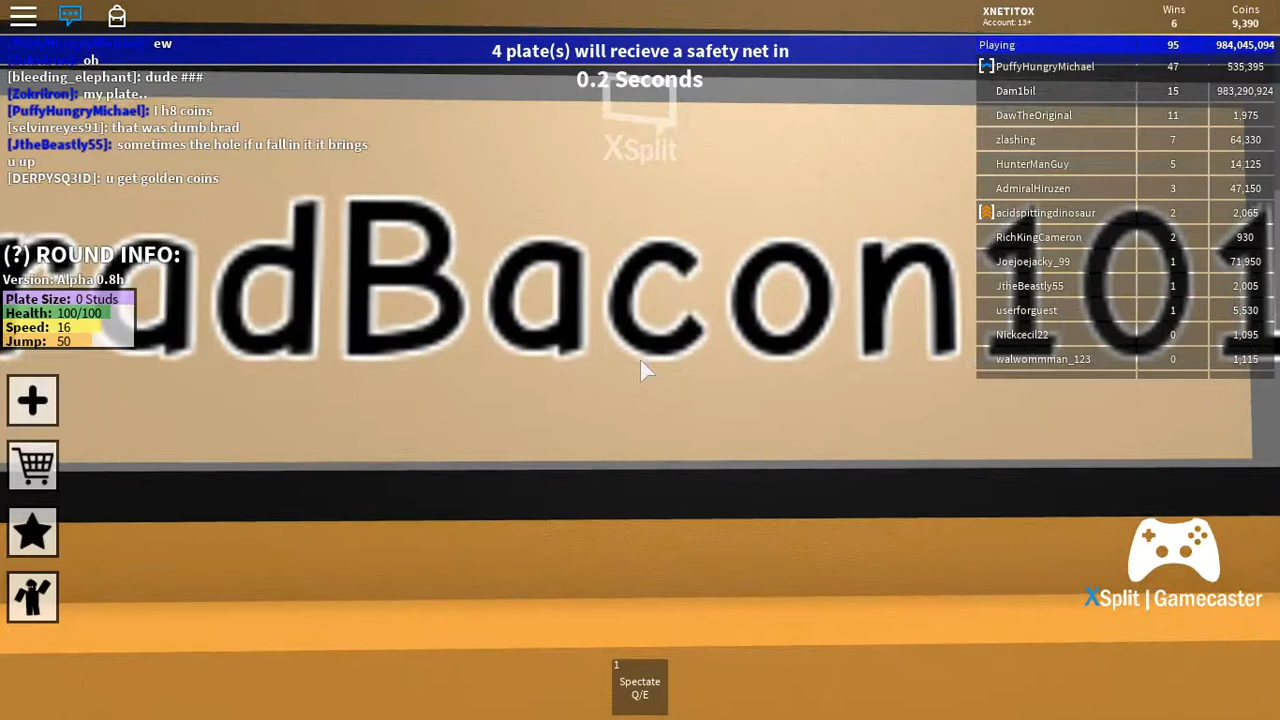 XNETITOX
Account: 13+
Wins
6
Coins
9,390
ew
oh
[bleeding_elephant]: dude ###
[Zokriiron]: my plate..
[PuffyHungryMichael]: I h8 coins
[selvinreyes91]: that was dumb brad
[JtheBeastly55]: sometimes the hole if u fall in it it brings
u up
[DERPYSQ3ID]: u get golden coins
4 plate(s) will recieve a safety net in
0.2 Seconds
XSplit
Playing 95 984,045,094
PuffyHungryMichael 47 535,395
Dam1bil 15 983,290,924
DawTheOriginal 11 1,975
zlashing 7 64,330
HunterManGuy 5 14,125
AdmiralHiruzen 3 47,150
acidspittingdinosaur 2 2,065
RichKingCameron 2 930
Joejoejacky_99 1 71,950
JtheBeastly55 1 2,005
userforguest 1 5,530
Nickcecil22 0 1,095
walwommman_123 0 1,115
adBacon101
(?) ROUND INFO:
Version: Alpha 0.8h
Plate Size: 0 Studs
Health: 100/100
Speed: 16
Jump: 50
XSplit | Gamecaster
1
Spectate
Q/E